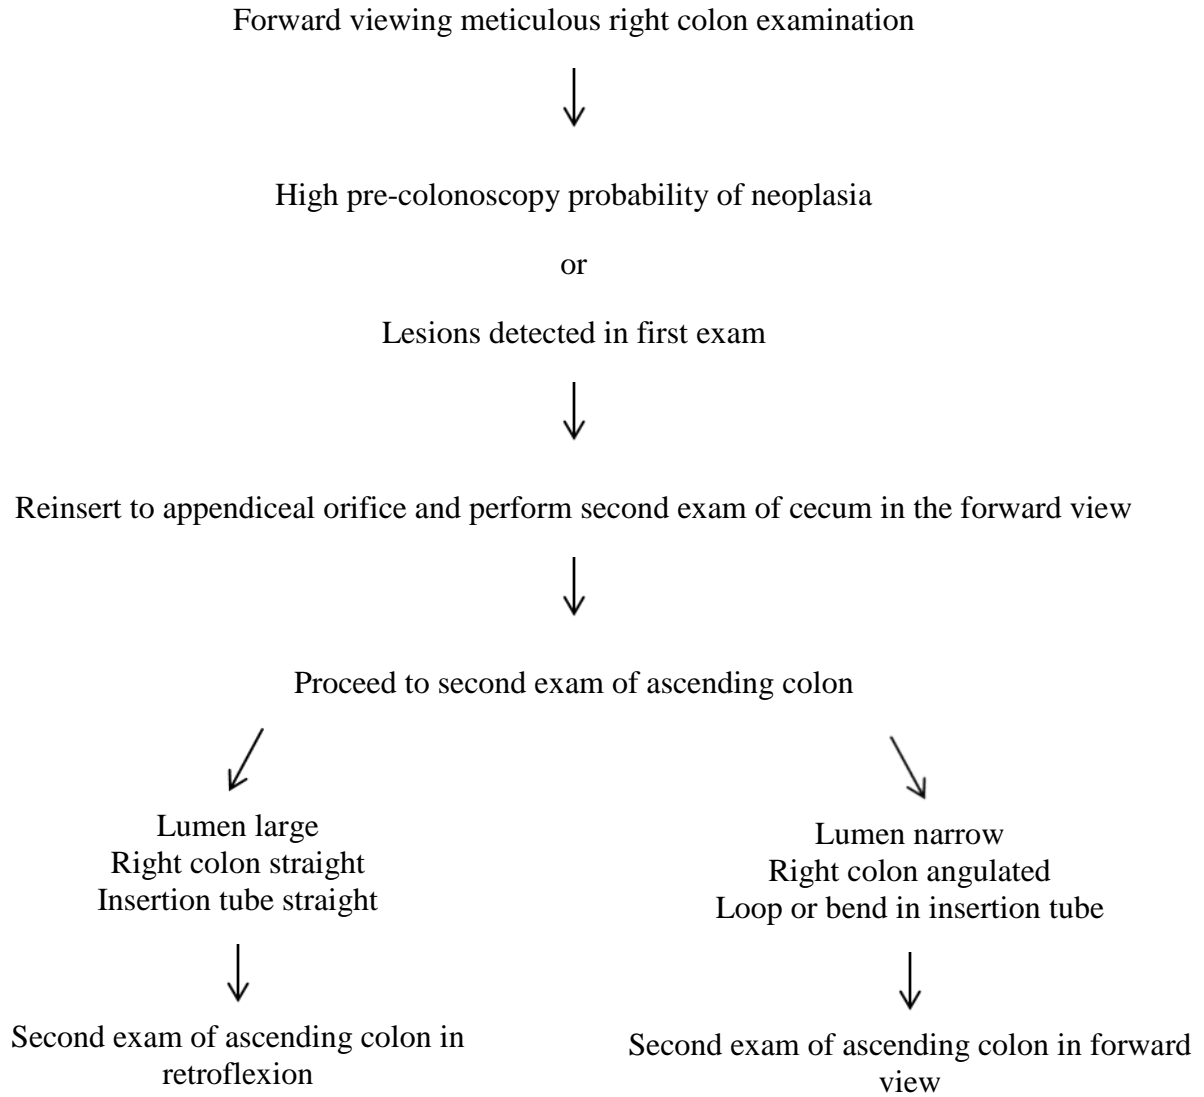 Forward viewing meticulous right colon examination
High pre-colonoscopy probability of neoplasia
or
Lesions detected in first exam
Reinsert to appendiceal orifice and perform second exam of cecum in the forward view
Proceed to second exam of ascending colon
Lumen large
Right colon straight
Insertion tube straight
Second exam of ascending colon in
retroflexion
Lumen narrow
Right colon angulated
Loop or bend in insertion tube
Second exam of ascending colon in forward
view